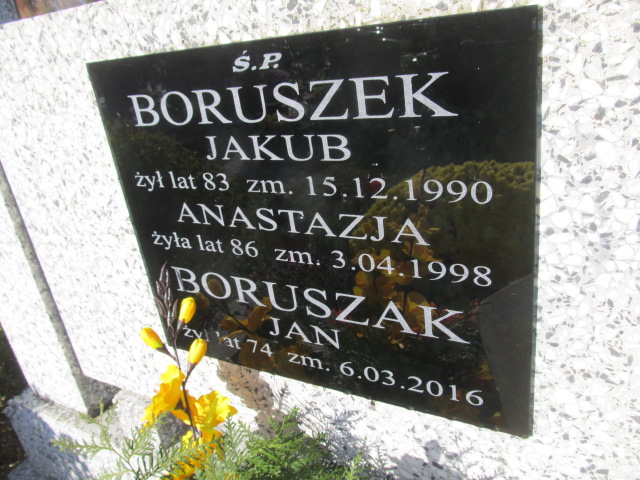 Ś.P.
BORUSZEK
JAKUB
żył lat 83 zm. 15.12.1990
ANASTAZJA
żyła lat 86 zm. 3.04.1998
BORUSZAK
JAN
żył lat 74 zm. 6.03.2016